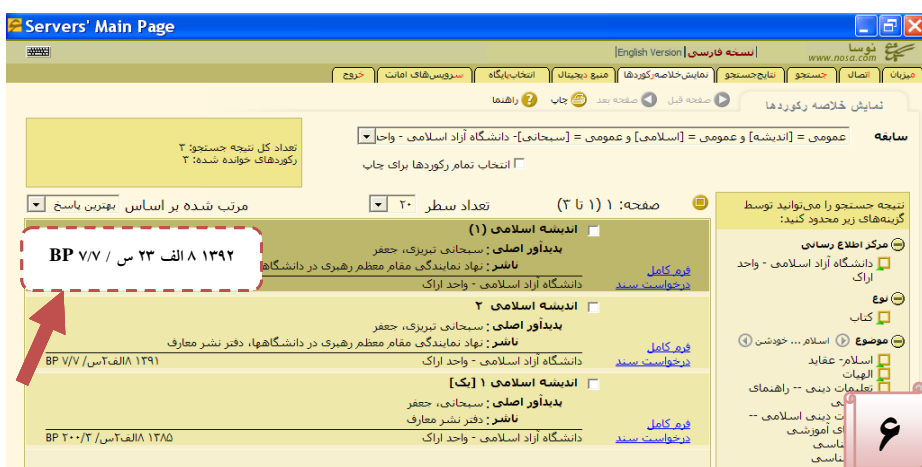 Servers' Main Page
نوسا
www.nosa.com
نسخه فارسی | English Version
میزبان | اتصال | جستجو | نتایج‌جستجو | نمایش‌خلاصه‌رکوردها | منبع دیجیتال | انتخاب‌پایگاه | سرویس‌های امانت | خروج
نمایش خلاصه رکوردها
صفحه قبل صفحه بعد چاپ راهنما
سابقه عمومی = [اندیشه] و عمومی = [اسلامی] و عمومی = [سبحانی]- دانشگاه آزاد اسلامی - واحد
تعداد کل نتیجه جستجو: ۳
رکوردهای خوانده شده: ۳
انتخاب تمام رکوردها برای چاپ
صفحه: ۱ (۱ تا ۳) تعداد سطر ۲۰ مرتب شده بر اساس بهترین پاسخ
نتیجه جستجو را می‌توانید توسط
گزینه‌های زیر محدود کنید:
مرکز اطلاع رسانی
دانشگاه آزاد اسلامی - واحد
اراک
نوع
کتاب
موضوع اسلام ... خودشن
اسلام- عقاید
الهیات
تعلیمات دینی -- راهنمای
ت دینی اسلامی --
ای آموزشی
اندیشه اسلامی (۱)
پدیدآور اصلی : سبحانی تبریزی، جعفر
ناشر : نهاد نمایندگی مقام معظم رهبری در دانشگاهها
فرم کامل
درخواست سند
دانشگاه آزاد اسلامی - واحد اراک
BP ۷/۷ / س ۲۳ الف ۸ ۱۳۹۲
اندیشه اسلامی ۲
پدیدآور اصلی : سبحانی تبریزی، جعفر
ناشر : نهاد نمایندگی مقام معظم رهبری در دانشگاهها، دفتر نشر معارف
فرم کامل
درخواست سند
دانشگاه آزاد اسلامی - واحد اراک
BP ۷/۷ /س۲الف۸ ۱۳۹۱
اندیشه اسلامی ۱ [یک]
پدیدآور اصلی : سبحانی، جعفر
ناشر : دفتر نشر معارف
فرم کامل
درخواست سند
دانشگاه آزاد اسلامی - واحد اراک
BP ۲۰۰/۳ /س۲الف۸ ۱۳۸۵
۶